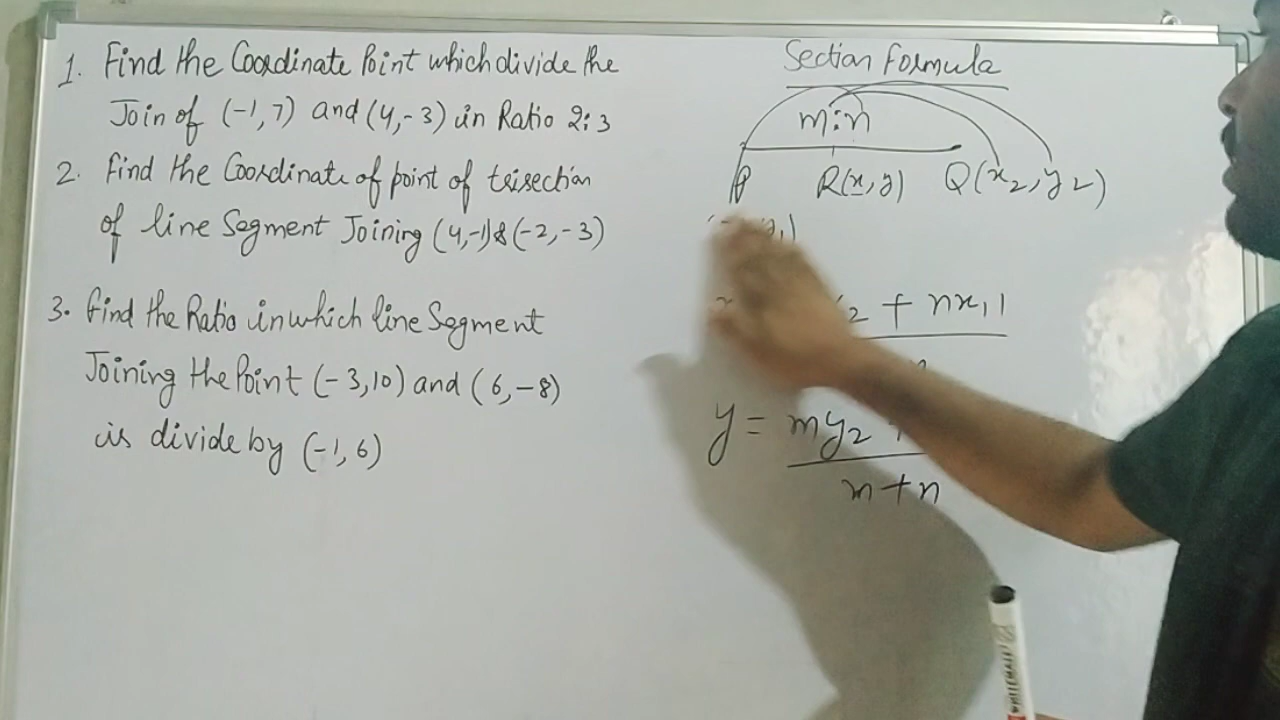 1. Find the Coordinate Point which divide the
Join of (-1,7) and (4,-3) in Ratio 2:3
2. Find the Coordinate of point of trisection
of line Segment Joining (4,-1)&(-2,-3)
3. Find the Ratio in which line Segment
Joining the Point (-3,10) and (6,-8)
is divide by (-1,6)
Section Formula
m:n
P R(x,y) Q(x2,y2)
y1)
2 + nx1
y = my2
m+n